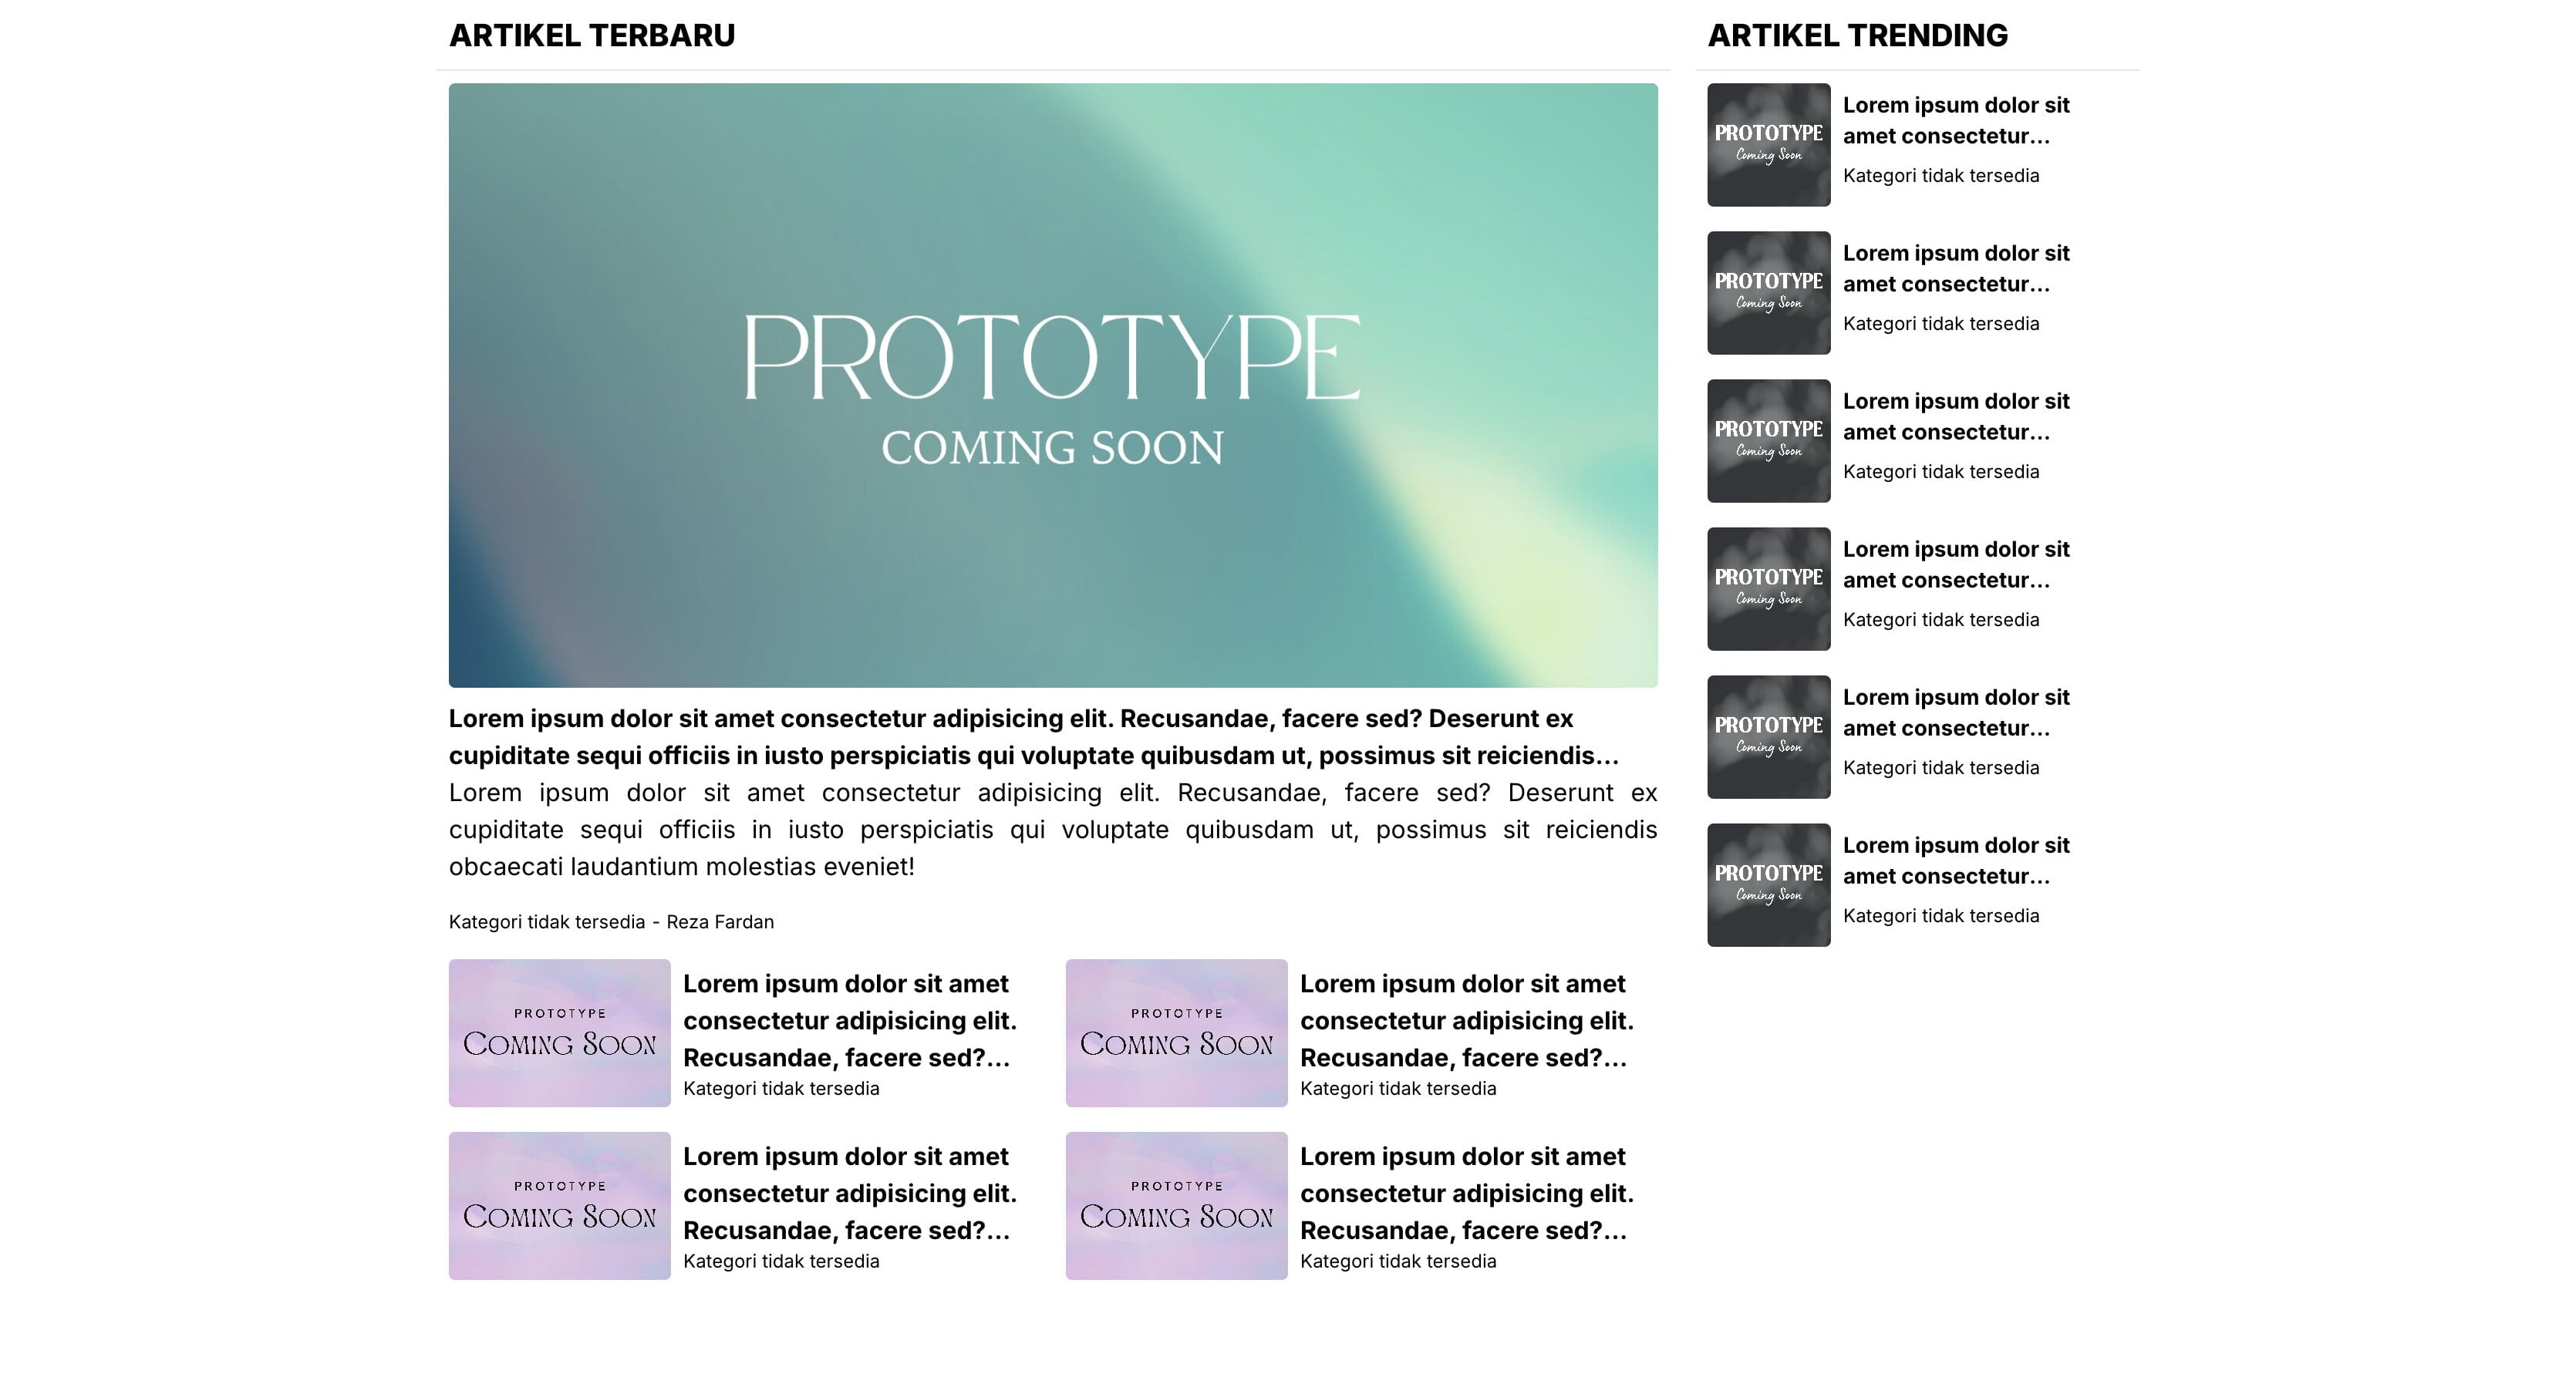 ARTIKEL TERBARU
PROTOTYPE
COMING SOON
Lorem ipsum dolor sit amet consectetur adipisicing elit. Recusandae, facere sed? Deserunt ex
cupiditate sequi officiis in iusto perspiciatis qui voluptate quibusdam ut, possimus sit reiciendis...
Lorem ipsum dolor sit amet consectetur adipisicing elit. Recusandae, facere sed? Deserunt ex
cupiditate sequi officiis in iusto perspiciatis qui voluptate quibusdam ut, possimus sit reiciendis
obcaecati laudantium molestias eveniet!
Kategori tidak tersedia - Reza Fardan
PROTOTYPE
COMING SOON
Lorem ipsum dolor sit amet
consectetur adipisicing elit.
Recusandae, facere sed?...
Kategori tidak tersedia
PROTOTYPE
COMING SOON
Lorem ipsum dolor sit amet
consectetur adipisicing elit.
Recusandae, facere sed?...
Kategori tidak tersedia
PROTOTYPE
COMING SOON
Lorem ipsum dolor sit amet
consectetur adipisicing elit.
Recusandae, facere sed?...
Kategori tidak tersedia
PROTOTYPE
COMING SOON
Lorem ipsum dolor sit amet
consectetur adipisicing elit.
Recusandae, facere sed?...
Kategori tidak tersedia
ARTIKEL TRENDING
PROTOTYPE
Coming Soon
Lorem ipsum dolor sit
amet consectetur...
Kategori tidak tersedia
PROTOTYPE
Coming Soon
Lorem ipsum dolor sit
amet consectetur...
Kategori tidak tersedia
PROTOTYPE
Coming Soon
Lorem ipsum dolor sit
amet consectetur...
Kategori tidak tersedia
PROTOTYPE
Coming Soon
Lorem ipsum dolor sit
amet consectetur...
Kategori tidak tersedia
PROTOTYPE
Coming Soon
Lorem ipsum dolor sit
amet consectetur...
Kategori tidak tersedia
PROTOTYPE
Coming Soon
Lorem ipsum dolor sit
amet consectetur...
Kategori tidak tersedia